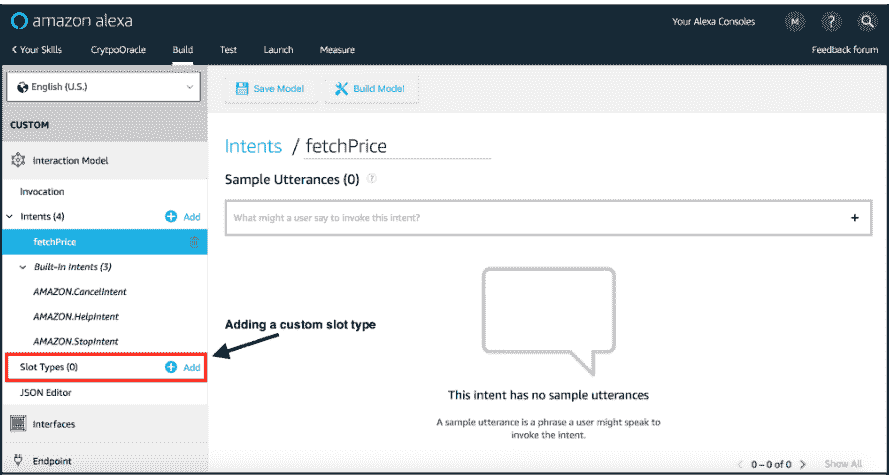 amazon alexa
Your Alexa Consoles
M
?
< Your Skills
CrytpoOracle
Build
Test
Launch
Measure
Feedback forum
English (U.S.)
Save Model
Build Model
CUSTOM
Interaction Model
Intents / fetchPrice
Sample Utterances (0) ?
Invocation
Intents (4)
+ Add
What might a user say to invoke this intent?
+
fetchPrice
Built-In Intents (3)
AMAZON.CancelIntent
AMAZON.HelpIntent
Adding a custom slot type
AMAZON.StopIntent
Slot Types (0)
+ Add
JSON Editor
This intent has no sample utterances
Interfaces
A sample utterance is a phrase a user might speak to
invoke the intent.
Endpoint
< 0 – 0 of 0 >
Show All